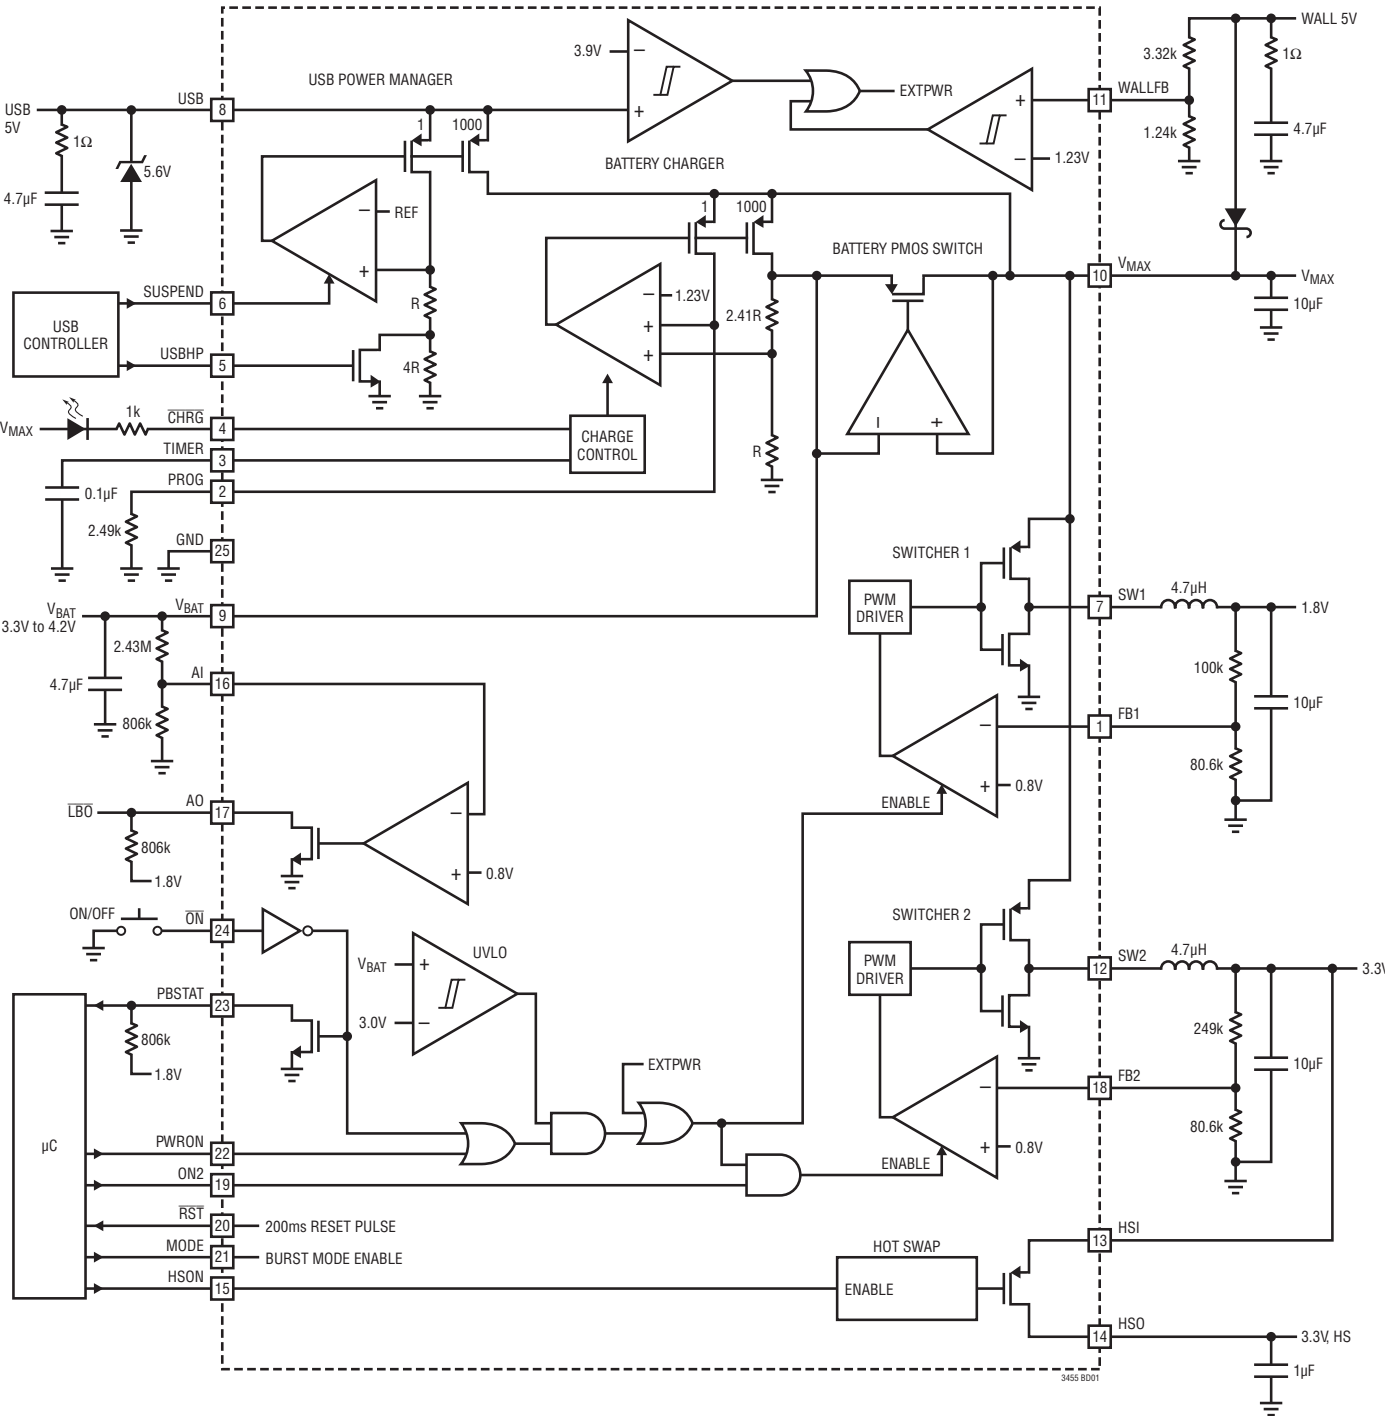 3.9V
−
+
USB POWER MANAGER
EXTPWR
+
−
1.23V
WALL 5V
3.32k
1Ω
11
WALLFB
1.24k
4.7µF
USB
5V
USB
8
1Ω
5.6V
4.7µF
1
1000
BATTERY CHARGER
−
REF
+
1
1000
BATTERY PMOS SWITCH
10
VMAX
VMAX
10µF
USB
CONTROLLER
SUSPEND
6
USBHP
5
R
4R
−
1.23V
+
+
2.41R
R
−
+
VMAX
1k
CHRG
4
TIMER
3
PROG
2
0.1µF
2.49k
GND
25
CHARGE
CONTROL
SWITCHER 1
PWM
DRIVER
7
SW1
4.7µH
1.8V
VBAT
3.3V to 4.2V
VBAT
9
2.43M
4.7µF
AI
16
806k
100k
10µF
1
FB1
80.6k
−
+
0.8V
ENABLE
LBO
AO
17
806k
1.8V
−
+
0.8V
ON/OFF
ON
24
SWITCHER 2
PWM
DRIVER
12
SW2
4.7µH
3.3V
VBAT
+
UVLO
3.0V
−
PBSTAT
23
806k
1.8V
249k
10µF
EXTPWR
18
FB2
80.6k
−
+
0.8V
ENABLE
µC
PWRON
22
ON2
19
RST
20
200ms RESET PULSE
MODE
21
BURST MODE ENABLE
HSON
15
HOT SWAP
ENABLE
13
HSI
14
HSO
3.3V, HS
1µF
3455 BD01